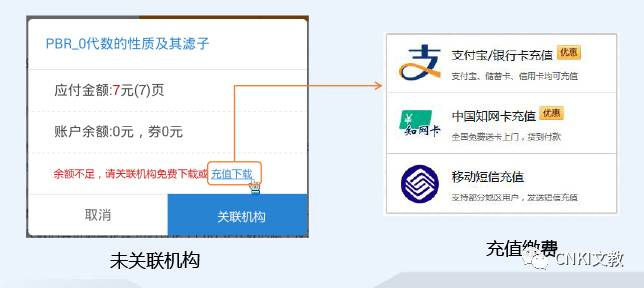 PBR_0代数的性质及其滤子
应付金额:7元(7)页
账户余额:0元，券0元
余额不足，请关联机构免费下载或充值下载
取消
关联机构
未关联机构
支付宝/银行卡充值 优惠
支付宝、储蓄卡、信用卡均可充值
知网卡
中国知网卡充值 优惠
全国免费送卡上门，货到付款
移动短信充值
支持部分地区用户，发送短信充值
充值缴费
CNKI文教